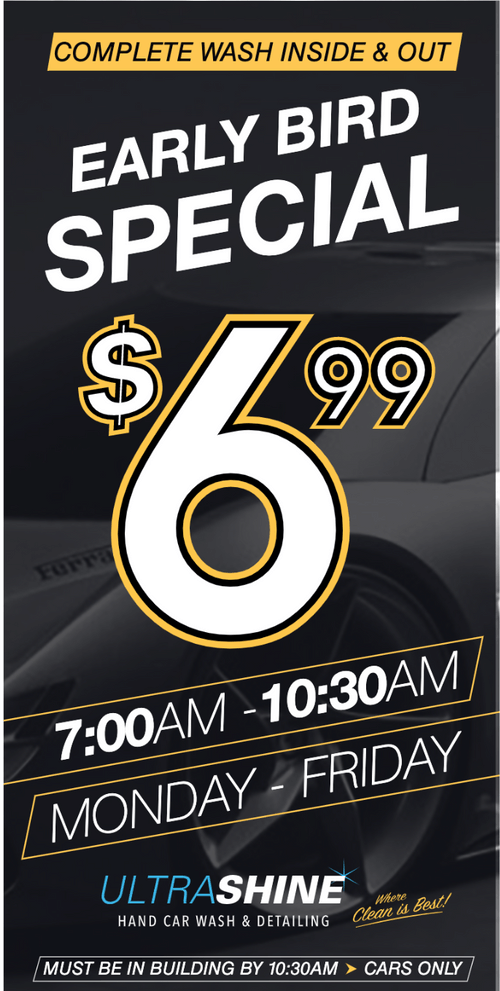 COMPLETE WASH INSIDE & OUT
EARLY BIRD
SPECIAL
$6 99
7:00AM - 10:30AM
MONDAY - FRIDAY
ULTRASHINE
HAND CAR WASH & DETAILING
Where
Clean is Best!
MUST BE IN BUILDING BY 10:30AM ➤ CARS ONLY